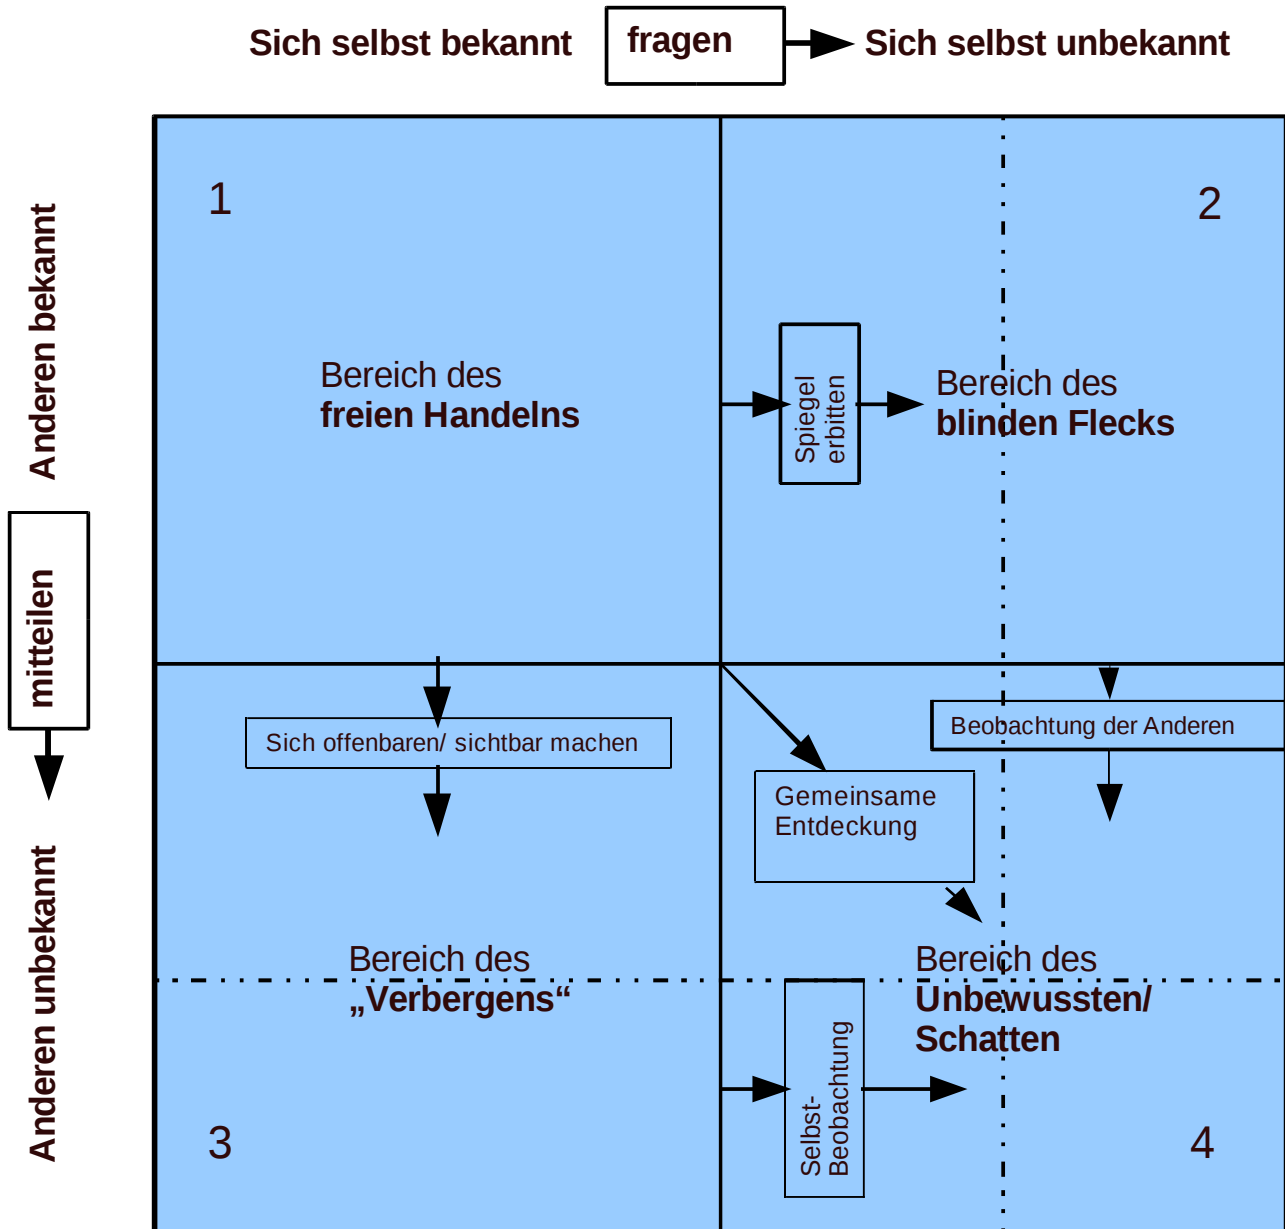 Sich selbst bekannt
fragen
Sich selbst unbekannt
Anderen bekannt
mitteilen
Anderen unbekannt
1
2
Bereich des
freien Handelns
Spiegel
erbitten
Bereich des
blinden Flecks
Sich offenbaren/ sichtbar machen
Beobachtung der Anderen
Gemeinsame
Entdeckung
Bereich des
„Verbergens“
Bereich des
Unbewussten/
Schatten
Selbst-
Beobachtung
3
4